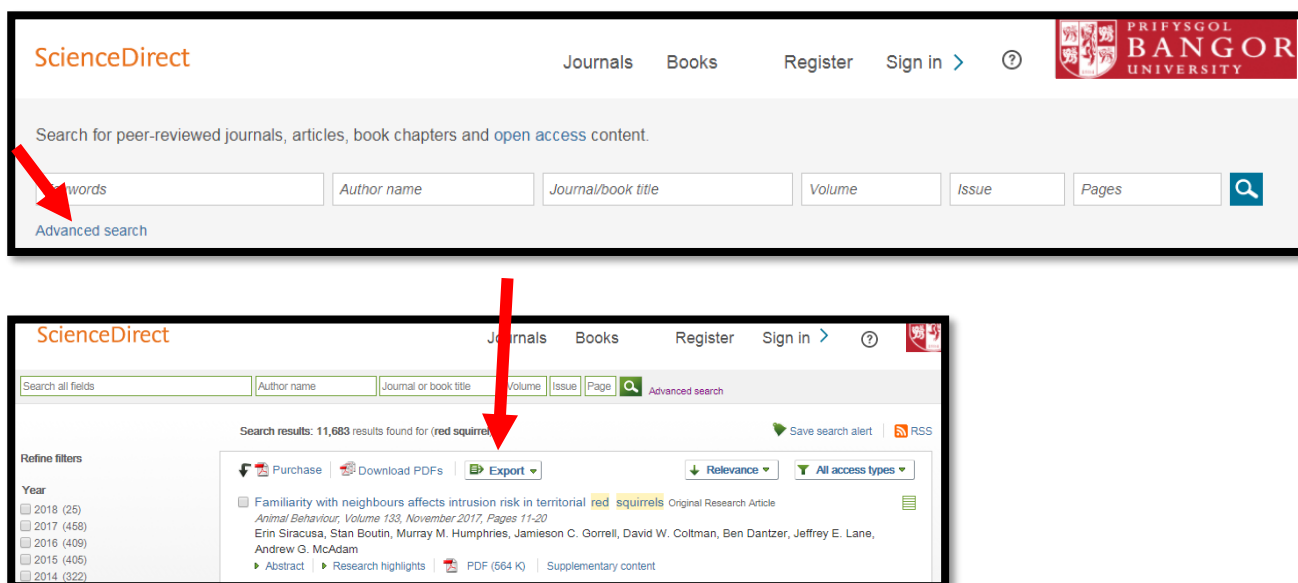 ScienceDirect Journals Books Register Sign in > PRIFYSGOL
BANGOR
UNIVERSITY
Search for peer-reviewed journals, articles, book chapters and open access content.
Author name Journal/book title Volume Issue Pages
Advanced search
ScienceDirect Books Register Sign in >
Search all fields Author name Journal or book title Volume Issue Page Advanced search
Search results: 11,683 results found for (red Save search alert RSS
Refine filters
Purchase Download PDFs Export Relevance All access types
Year
Familiarity with neighbours affects intrusion risk in territorial red squirrels Original Research Article
2018 (25)
Animal Behaviour, Volume 133, November 2017, Pages 11-20
2017 (458)
Erin Siracusa, Stan Boutin, Murray M. Humphries, Jamieson C. Gorrell, David W. Coltman, Ben Dantzer, Jeffrey E. Lane,
2016 (409)
Andrew G. McAdam
2015 (405)
Abstract Research highlights PDF (564 K) Supplementary content
2014 (322)